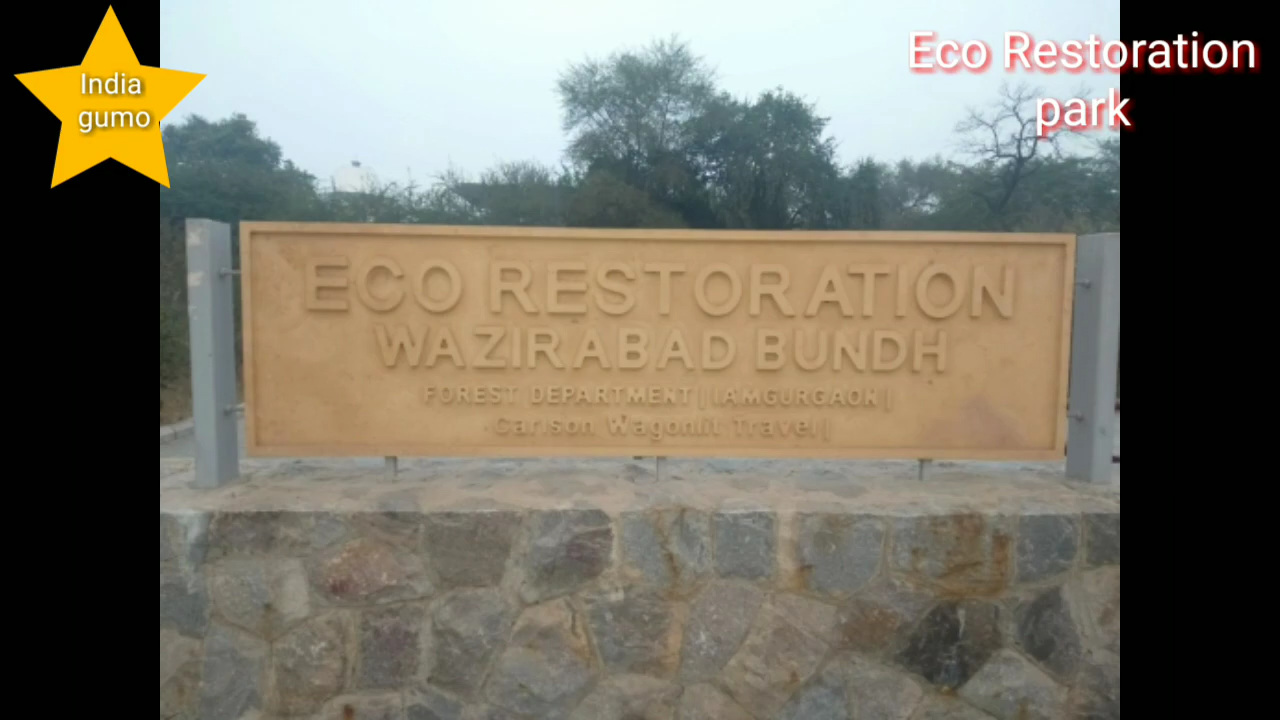 India
gumo
Eco Restoration
park
ECO RESTORATION
WAZIRABAD BUNDH
FOREST DEPARTMENT | IAMGURGAON |
Carlson Wagonlit Travel |